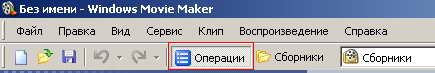 Без имени - Windows Movie Maker
Файл Правка Вид Сервис Клип Воспроизведение Справка
Операции Сборники Сборники